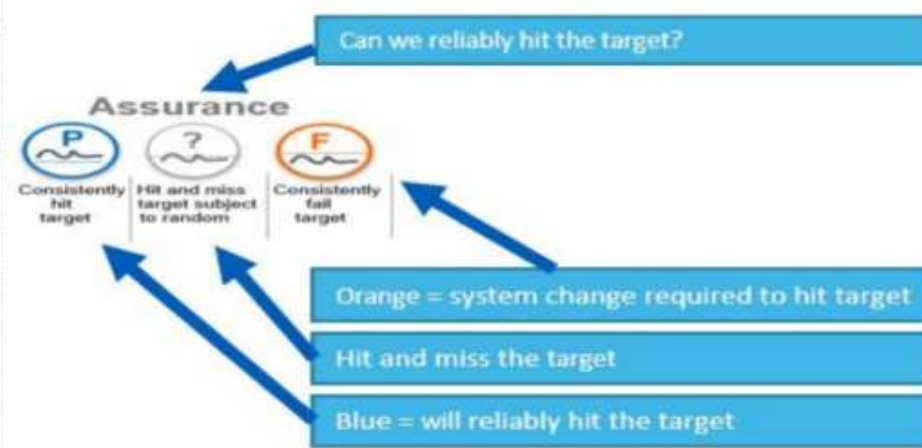 Can we reliably hit the target?
Assurance
P
?
F
Consistently
hit
target
Hit and miss
target subject
to random
Consistently
fail
target
Orange = system change required to hit target
Hit and miss the target
Blue = will reliably hit the target